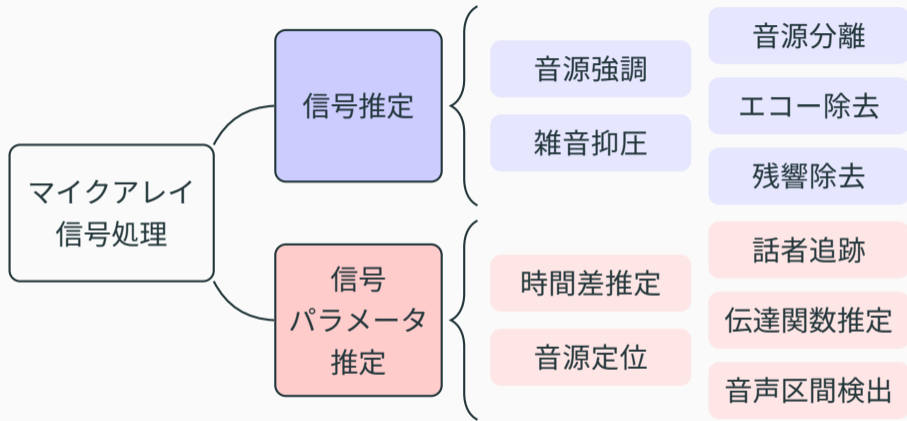 マイクアレイ
信号処理
信号推定
音源強調
雑音抑圧
音源分離
エコー除去
残響除去
信号
パラメータ
推定
時間差推定
音源定位
話者追跡
伝達関数推定
音声区間検出